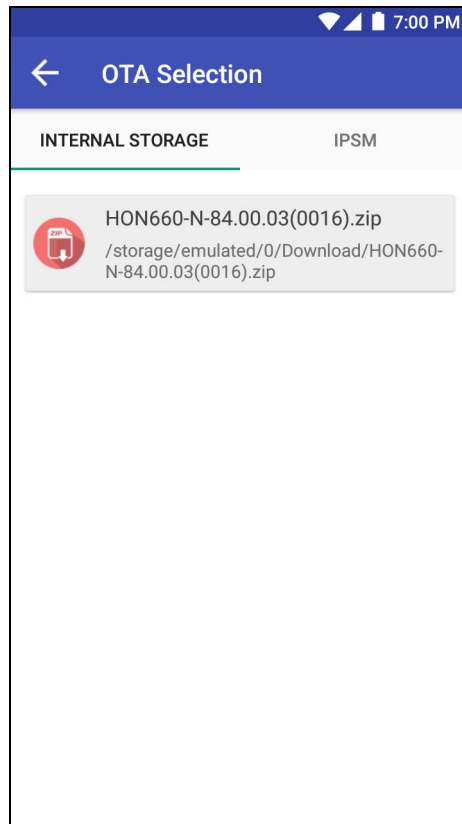 7:00 PM
OTA Selection
INTERNAL STORAGE IPSM
HON660-N-84.00.03(0016).zip
ZIP
/storage/emulated/0/Download/HON660-
N-84.00.03(0016).zip